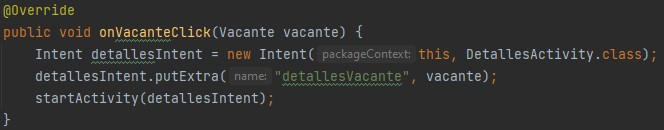 @Override
public void onVacanteClick(Vacante vacante) {
    Intent detallesIntent = new Intent( packageContext: this, DetallesActivity.class);
    detallesIntent.putExtra( name: "detallesVacante", vacante);
    startActivity(detallesIntent);
}